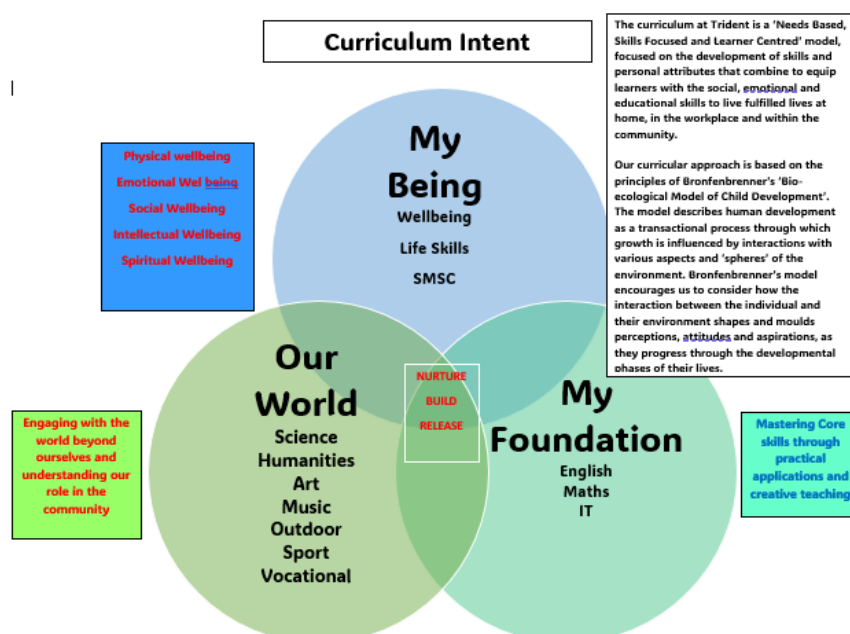 Curriculum Intent
The curriculum at Trident is a 'Needs Based,
Skills Focused and Learner Centred' model,
focused on the development of skills and
personal attributes that combine to equip
learners with the social, emotional and
educational skills to live fulfilled lives at
home, in the workplace and within the
community.
Our curricular approach is based on the
principles of Bronfenbrenner's 'Bio-
ecological Model of Child Development'.
The model describes human development
as a transactional process through which
growth is influenced by interactions with
various aspects and 'spheres' of the
environment. Bronfenbrenner's model
encourages us to consider how the
interaction between the individual and
their environment shapes and moulds
perceptions, attitudes and aspirations, as
they progress through the developmental
phases of their lives.
My
Being
Wellbeing
Life Skills
SMSC
Physical wellbeing
Emotional Wel being
Social Wellbeing
Intellectual Wellbeing
Spiritual Wellbeing
Our
World
Science
Humanities
Art
Music
Outdoor
Sport
Vocational
NURTURE
BUILD
RELEASE
My
Foundation
English
Maths
IT
Engaging with the
world beyond
ourselves and
understanding our
role in the
community
Mastering Core
skills through
practical
applications and
creative teaching